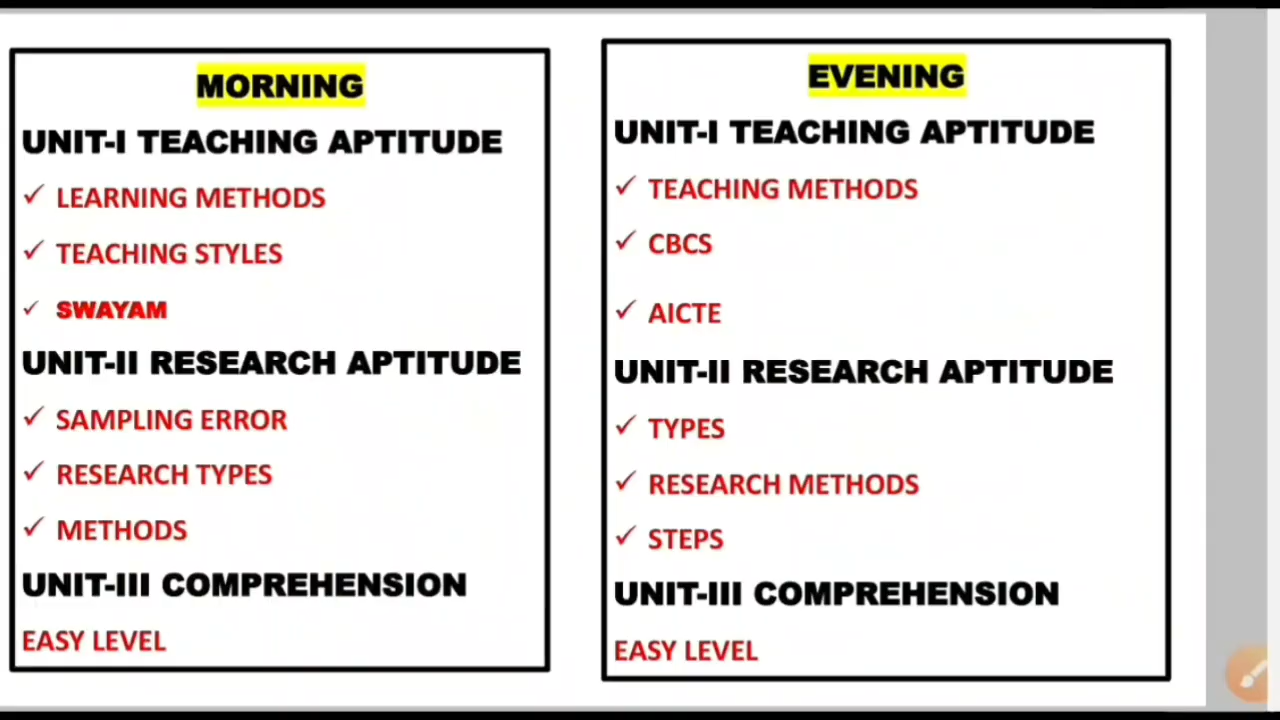 MORNING
UNIT-I TEACHING APTITUDE
✓ LEARNING METHODS
✓ TEACHING STYLES
✓ SWAYAM
UNIT-II RESEARCH APTITUDE
✓ SAMPLING ERROR
✓ RESEARCH TYPES
✓ METHODS
UNIT-III COMPREHENSION
EASY LEVEL
EVENING
UNIT-I TEACHING APTITUDE
✓ TEACHING METHODS
✓ CBCS
✓ AICTE
UNIT-II RESEARCH APTITUDE
✓ TYPES
✓ RESEARCH METHODS
✓ STEPS
UNIT-III COMPREHENSION
EASY LEVEL